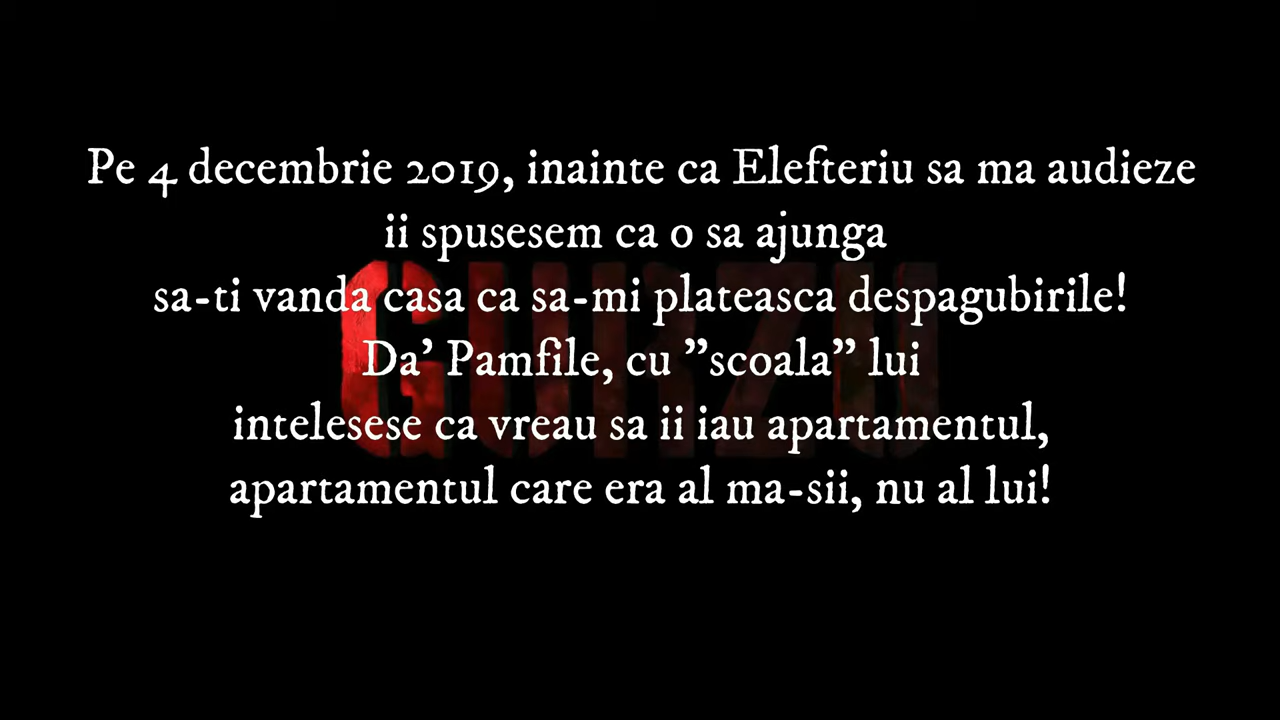 Pe 4 decembrie 2019, inainte ca Elefteriu sa ma audieze
ii spusesem ca o sa ajunga
sa-ti vanda casa ca sa-mi plateasca despagubirile!
Da' Pamfile, cu "scoala" lui
intelesese ca vreau sa ii iau apartamentul,
apartamentul care era al ma-sii, nu al lui!
GURZU